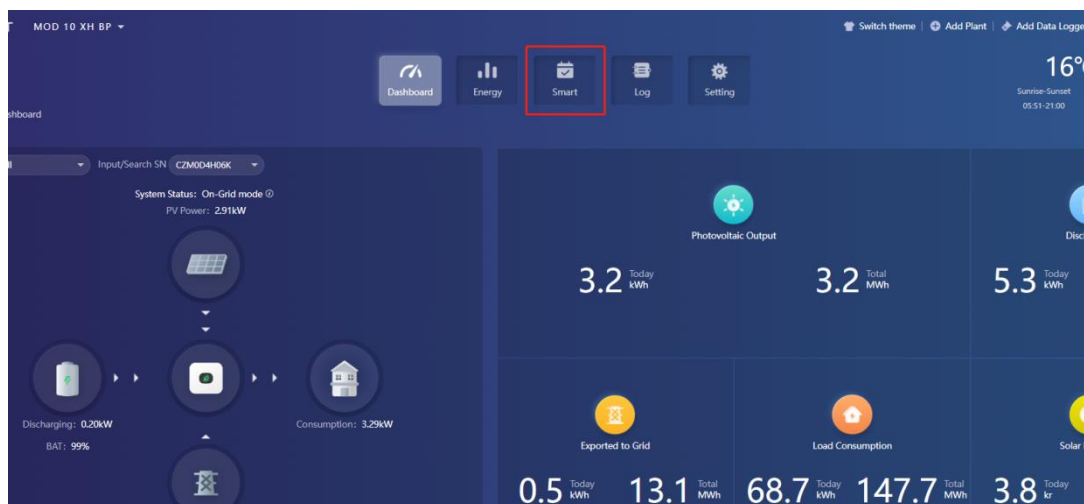 MOD 10 XH BP
Switch theme | Add Plant | Add Data Logge
Dashboard
Energy
Smart
Log
Setting
16°
Sunrise-Sunset
05:51-21:00
shboard
Input/Search SN CZM0D4H06K
System Status: On-Grid mode
PV Power: 2.91kW
Photovoltaic Output
Disc
3.2 Today kWh
3.2 Total MWh
5.3 Today kWh
Discharging: 0.20kW
BAT: 99%
Consumption: 3.29kW
Exported to Grid
Load Consumption
Solar
0.5 Today kWh
13.1 Total MWh
68.7 Today kWh
147.7 Total MWh
3.8 Today kr